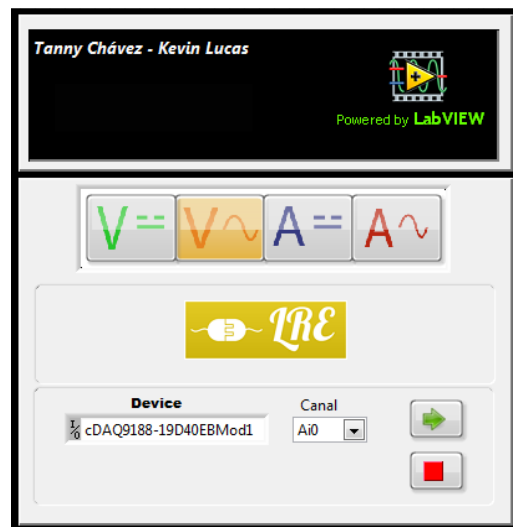 Tanny Chávez - Kevin Lucas
Powered by LabVIEW
V V A A
LRE
Device Canal
I/O cDAQ9188-19D40EBMod1 Ai0